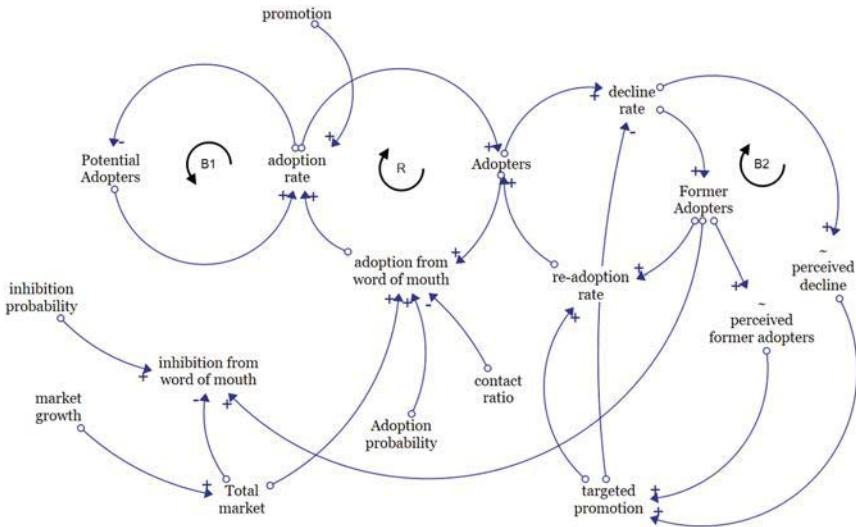 promotion
decline
rate
Potential
Adopters
B1
adoption
rate
R
Adopters
B2
Former
Adopters
adoption from
word of mouth
re-adoption
rate
~
perceived
decline
inhibition
probability
~
perceived
former adopters
inhibition from
word of mouth
contact
ratio
market
growth
Adoption
probability
Total
market
targeted
promotion